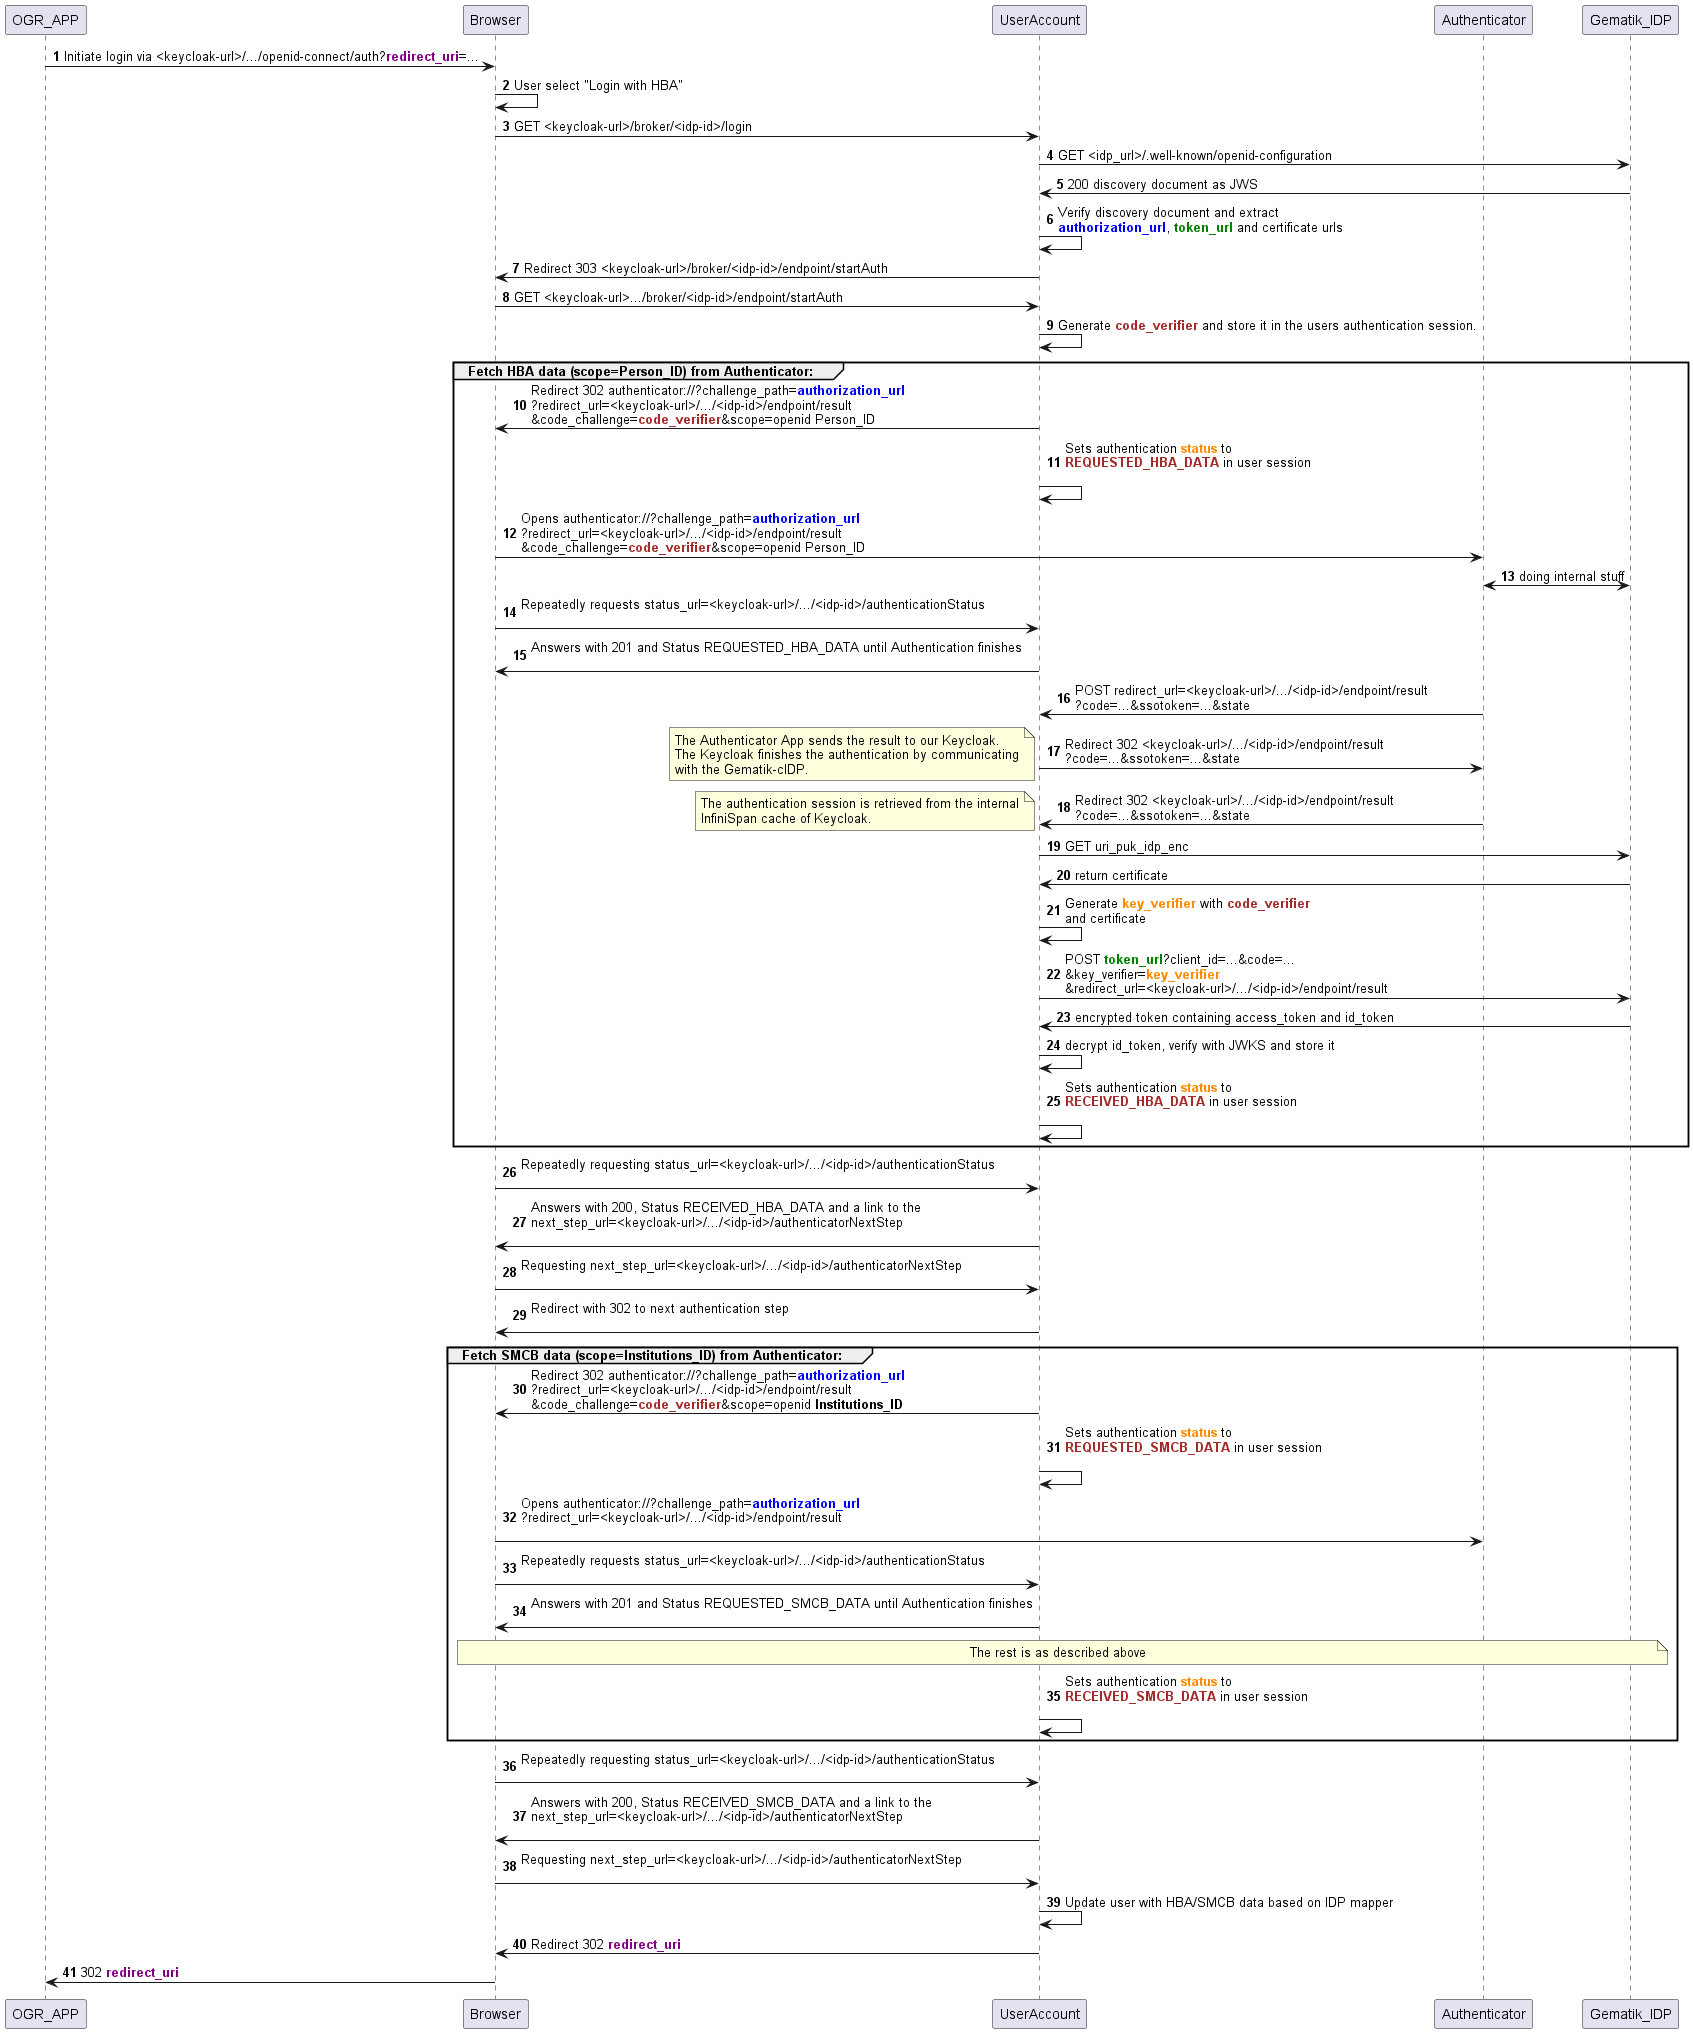 OGR_APP
Browser
UserAccount
Authenticator
Gematik_IDP
1 Initiate login via <keycloak-url>/.../openid-connect/auth?redirect_uri=...
2 User select "Login with HBA"
3 GET <keycloak-url>/broker/<idp-id>/login
4 GET <idp_url>/.well-known/openid-configuration
5 200 discovery document as JWS
6 Verify discovery document and extract
authorization_url, token_url and certificate urls
7 Redirect 303 <keycloak-url>/broker/<idp-id>/endpoint/startAuth
8 GET <keycloak-url>.../broker/<idp-id>/endpoint/startAuth
9 Generate code_verifier and store it in the users authentication session.
Fetch HBA data (scope=Person_ID) from Authenticator:
Redirect 302 authenticator://?challenge_path=authorization_url
10 ?redirect_url=<keycloak-url>/.../<idp-id>/endpoint/result
&code_challenge=code_verifier&scope=openid Person_ID
Sets authentication status to
11 REQUESTED_HBA_DATA in user session
Opens authenticator://?challenge_path=authorization_url
12 ?redirect_url=<keycloak-url>/.../<idp-id>/endpoint/result
&code_challenge=code_verifier&scope=openid Person_ID
13 doing internal stuff
14 Repeatedly requests status_url=<keycloak-url>/.../<idp-id>/authenticationStatus
15 Answers with 201 and Status REQUESTED_HBA_DATA until Authentication finishes
16 POST redirect_url=<keycloak-url>/.../<idp-id>/endpoint/result
?code=...&ssotoken=...&state
The Authenticator App sends the result to our Keycloak.
The Keycloak finishes the authentication by communicating
with the Gematik-cIDP.
17 Redirect 302 <keycloak-url>/.../<idp-id>/endpoint/result
?code=...&ssotoken=...&state
The authentication session is retrieved from the internal
InfiniSpan cache of Keycloak.
18 Redirect 302 <keycloak-url>/.../<idp-id>/endpoint/result
?code=...&ssotoken=...&state
19 GET uri_puk_idp_enc
20 return certificate
21 Generate key_verifier with code_verifier
and certificate
POST token_url?client_id=...&code=...
22 &key_verifier=key_verifier
&redirect_url=<keycloak-url>/.../<idp-id>/endpoint/result
23 encrypted token containing access_token and id_token
24 decrypt id_token, verify with JWKS and store it
Sets authentication status to
25 RECEIVED_HBA_DATA in user session
26 Repeatedly requesting status_url=<keycloak-url>/.../<idp-id>/authenticationStatus
Answers with 200, Status RECEIVED_HBA_DATA and a link to the
27 next_step_url=<keycloak-url>/.../<idp-id>/authenticatorNextStep
28 Requesting next_step_url=<keycloak-url>/.../<idp-id>/authenticatorNextStep
29 Redirect with 302 to next authentication step
Fetch SMCB data (scope=Institutions_ID) from Authenticator:
Redirect 302 authenticator://?challenge_path=authorization_url
30 ?redirect_url=<keycloak-url>/.../<idp-id>/endpoint/result
&code_challenge=code_verifier&scope=openid Institutions_ID
Sets authentication status to
31 REQUESTED_SMCB_DATA in user session
Opens authenticator://?challenge_path=authorization_url
32 ?redirect_url=<keycloak-url>/.../<idp-id>/endpoint/result
33 Repeatedly requests status_url=<keycloak-url>/.../<idp-id>/authenticationStatus
34 Answers with 201 and Status REQUESTED_SMCB_DATA until Authentication finishes
The rest is as described above
Sets authentication status to
35 RECEIVED_SMCB_DATA in user session
36 Repeatedly requesting status_url=<keycloak-url>/.../<idp-id>/authenticationStatus
Answers with 200, Status RECEIVED_SMCB_DATA and a link to the
37 next_step_url=<keycloak-url>/.../<idp-id>/authenticatorNextStep
38 Requesting next_step_url=<keycloak-url>/.../<idp-id>/authenticatorNextStep
39 Update user with HBA/SMCB data based on IDP mapper
40 Redirect 302 redirect_uri
41 302 redirect_uri
OGR_APP
Browser
UserAccount
Authenticator
Gematik_IDP